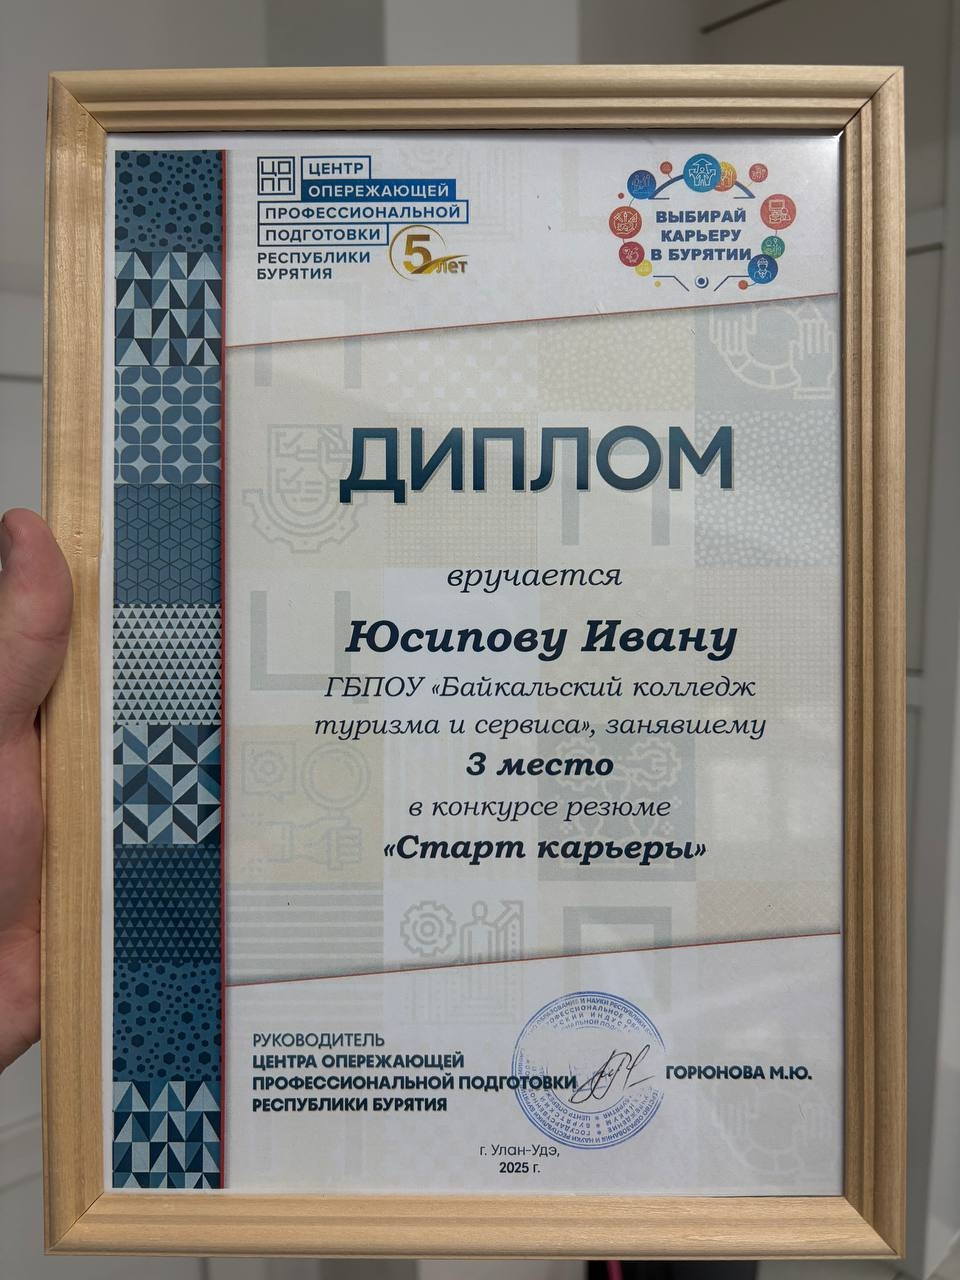 ЦОПП
ЦЕНТР
ОПЕРЕЖАЮЩЕЙ
ПРОФЕССИОНАЛЬНОЙ
ПОДГОТОВКИ
РЕСПУБЛИКИ
БУРЯТИЯ
5 лет
ВЫБИРАЙ
КАРЬЕРУ
В БУРЯТИИ
ДИПЛОМ
вручается
Юсипову Ивану
ГБПОУ «Байкальский колледж
туризма и сервиса», занявшему
3 место
в конкурсе резюме
«Старт карьеры»
РУКОВОДИТЕЛЬ
ЦЕНТРА ОПЕРЕЖАЮЩЕЙ
ПРОФЕССИОНАЛЬНОЙ ПОДГОТОВКИ
РЕСПУБЛИКИ БУРЯТИЯ
ГОРЮНОВА М.Ю.
г. Улан-Удэ,
2025 г.